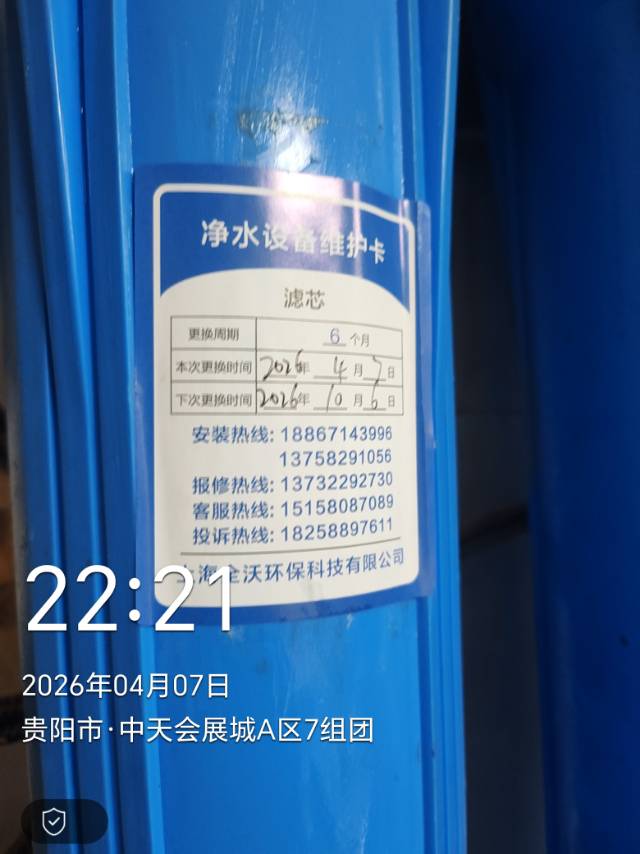 净水设备维护卡
滤芯
更换周期 6 个月
本次更换时间 2026年 4 月 7 日
下次更换时间 2026年 10 月 6 日
安装热线: 18867143996
13758291056
报修热线: 13732292730
客服热线: 15158087089
投诉热线: 18258897611
上海全沃环保科技有限公司
22:21
2026年04月07日
贵阳市·中天会展城A区7组团